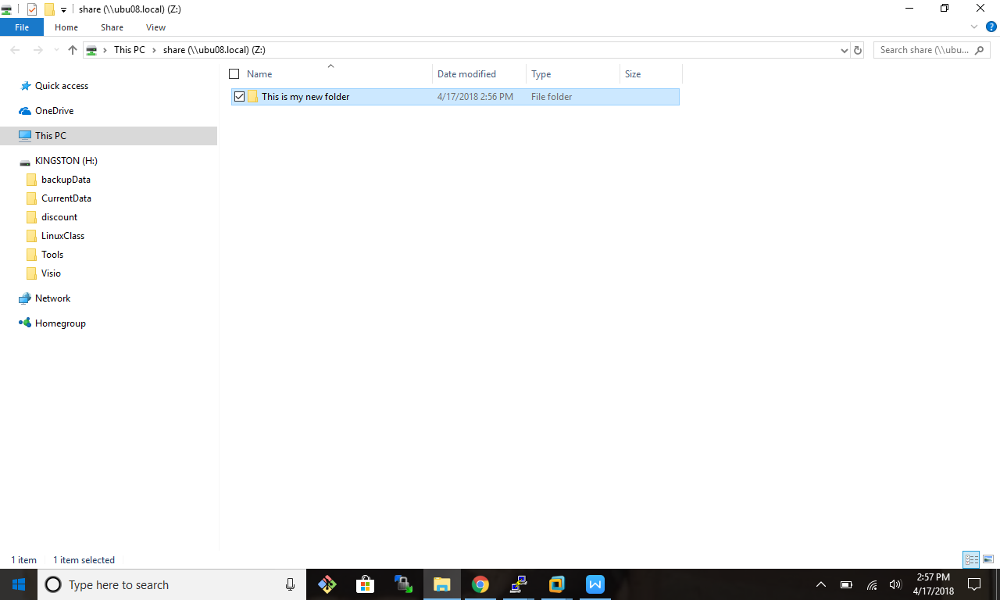 share (\\ubu08.local) (Z:)
File Home Share View
This PC share (\\ubu08.local) (Z:) Search share (\\ubu...
Name Date modified Type Size
This is my new folder 4/17/2018 2:56 PM File folder
Quick access
OneDrive
This PC
KINGSTON (H:)
backupData
CurrentData
discount
LinuxClass
Tools
Visio
Network
Homegroup
1 item 1 item selected
Type here to search
2:57 PM
4/17/2018